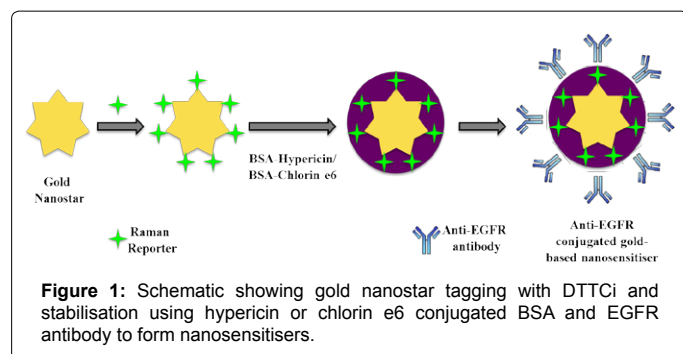 BSA-Hypericin/
BSA-Chlorin e6
Gold
Nanostar
Raman
Reporter
Anti-EGFR
antibody
Anti-EGFR
conjugated gold-
based nanosensitiser
Figure 1: Schematic showing gold nanostar tagging with DTTCi and
stabilisation using hypericin or chlorin e6 conjugated BSA and EGFR
antibody to form nanosensitisers.